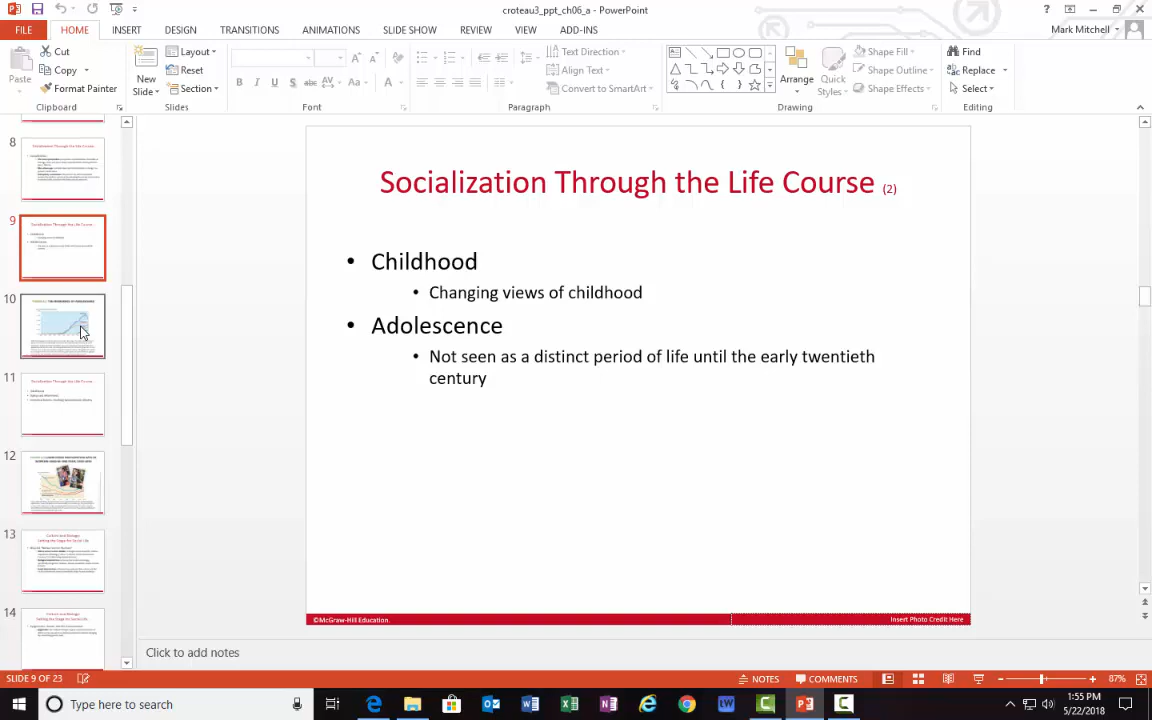 croteau3_ppt_ch06_a - PowerPoint
FILE HOME INSERT DESIGN TRANSITIONS ANIMATIONS SLIDE SHOW REVIEW VIEW ADD-INS
Mark Mitchell
Paste
Cut
Copy
Format Painter
Clipboard
New Slide
Layout
Reset
Section
Slides
Font
Text Direction
Align Text
Convert to SmartArt
Paragraph
Arrange
Quick Styles
Shape Fill
Shape Outline
Shape Effects
Drawing
Find
Replace
Select
Editing
8
9
10
11
12
13
14
Socialization Through the Life Course (2)
• Childhood
• Changing views of childhood
• Adolescence
• Not seen as a distinct period of life until the early twentieth
century
©McGraw-Hill Education.
Insert Photo Credit Here
Click to add notes
SLIDE 9 OF 23
NOTES
COMMENTS
87%
Type here to search
1:55 PM
5/22/2018